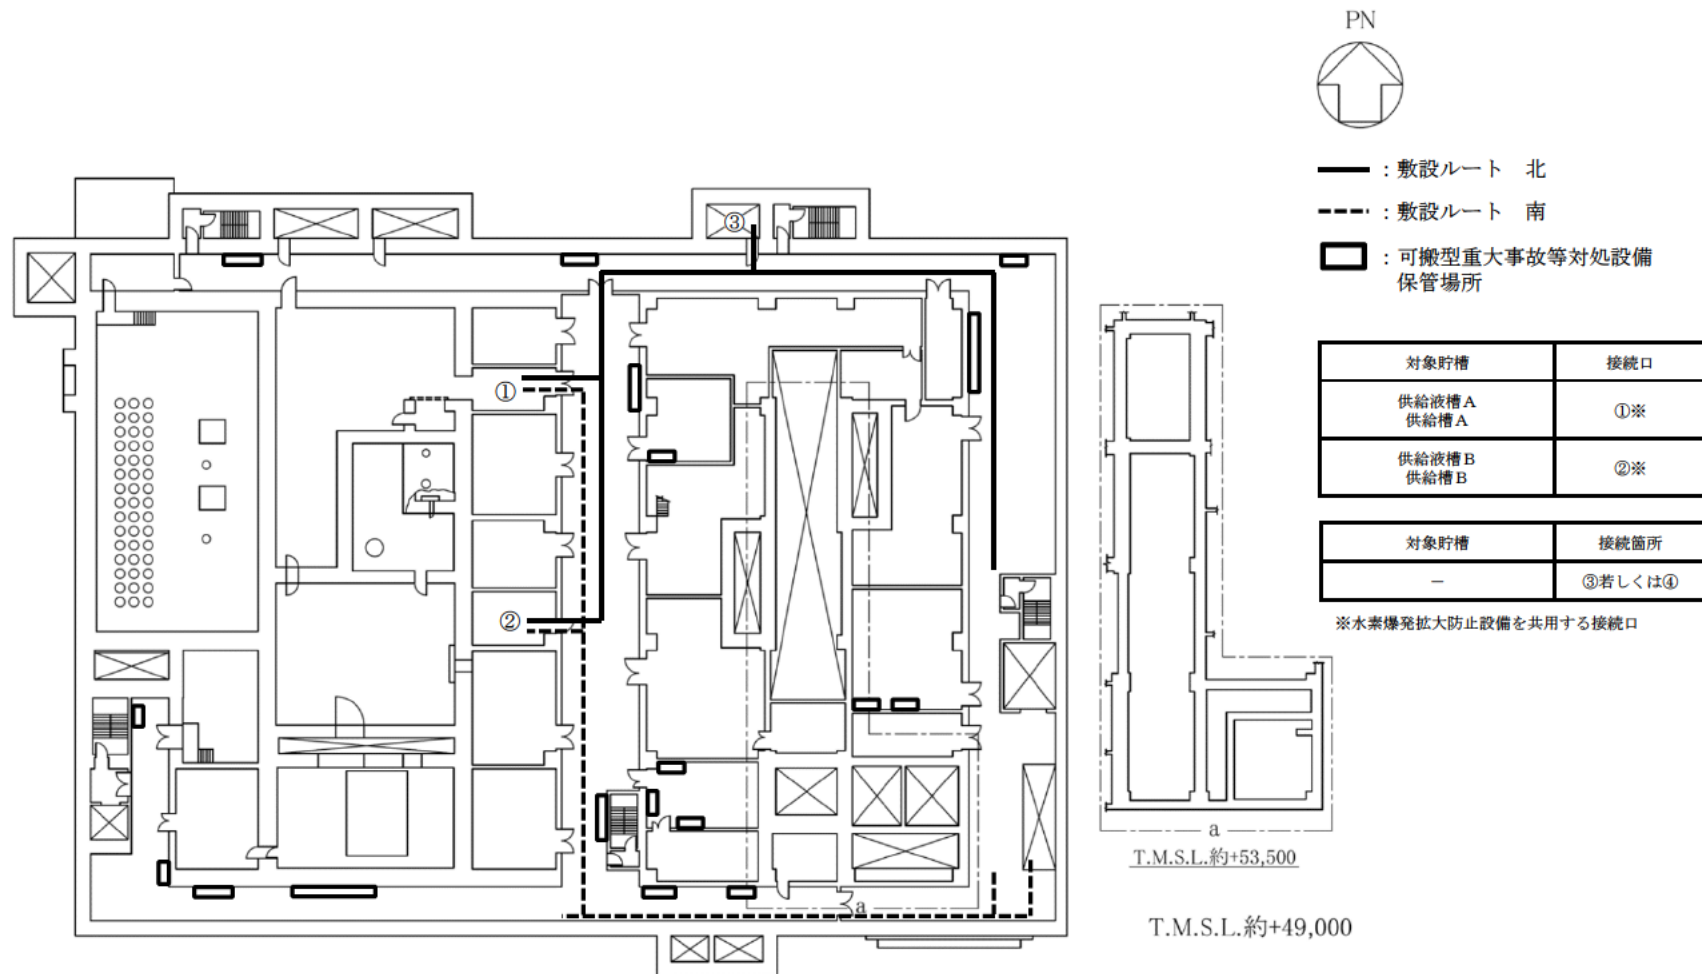 PN
：敷設ルート　北
：敷設ルート　南
：可搬型重大事故等対処設備
保管場所
③
①
②
対象貯槽 接続口
供給液槽Ａ
供給槽Ａ
①※
供給液槽Ｂ
供給槽Ｂ
②※
対象貯槽 接続箇所
－ ③若しくは④
※水素爆発拡大防止設備を共用する接続口
a
T.M.S.L.約+53,500
a
T.M.S.L.約+49,000